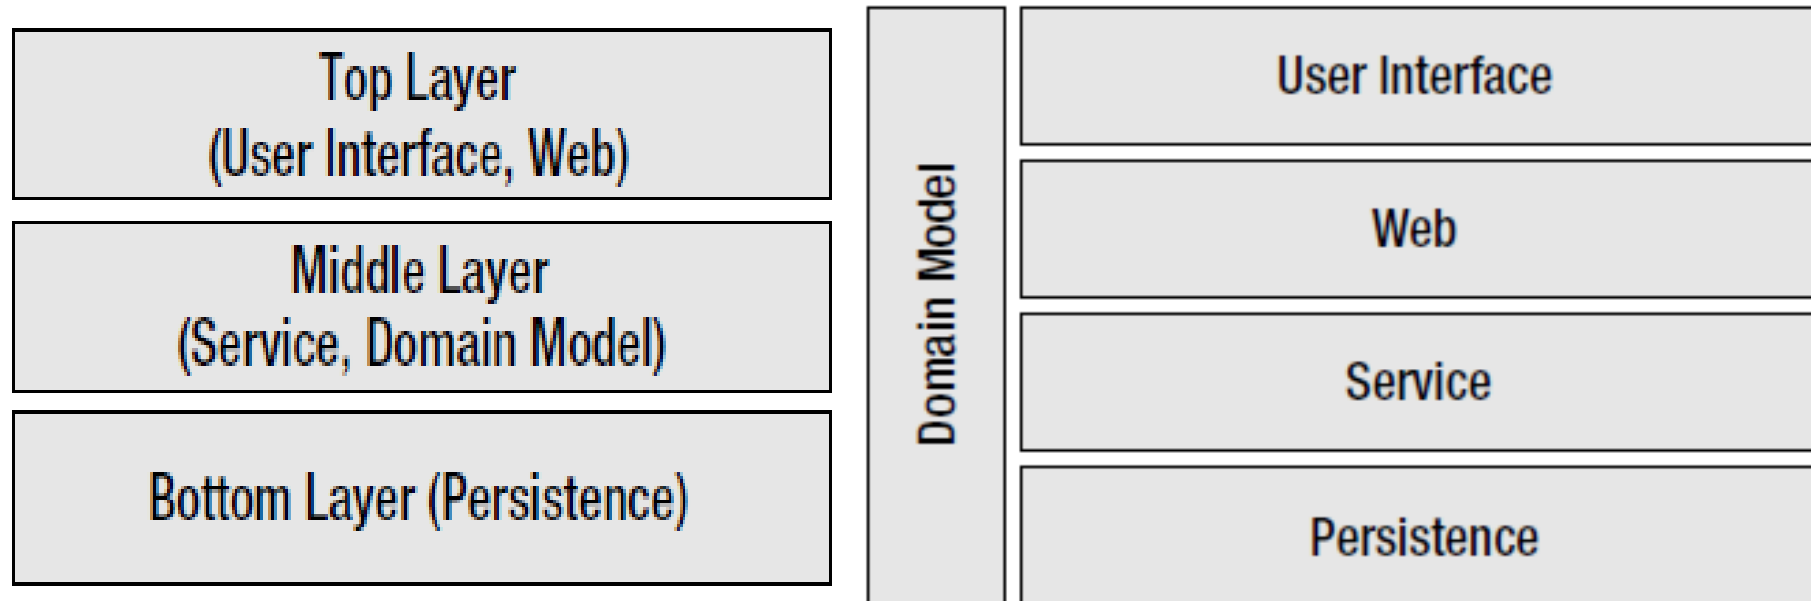 Top Layer
(User Interface, Web)
Middle Layer
(Service, Domain Model)
Bottom Layer (Persistence)
Domain Model
User Interface
Web
Service
Persistence